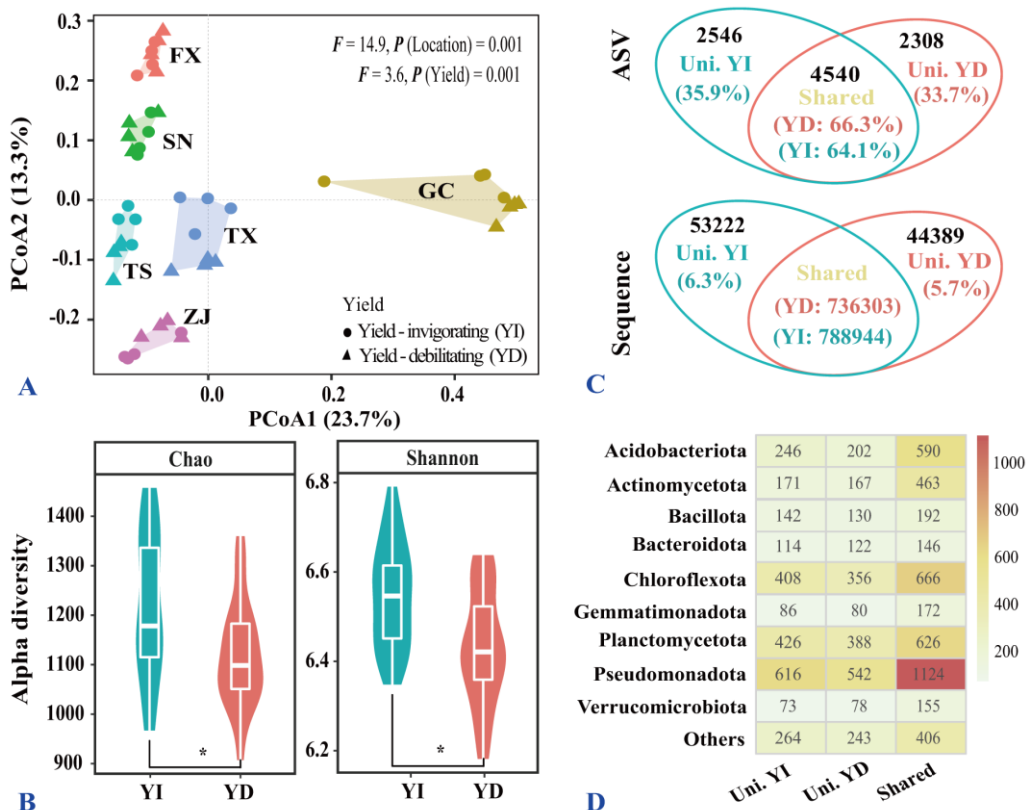 0.3
0.2
0.1
0.0
-0.1
-0.2
PCoA2 (13.3%)
FX
SN
TS
TX
ZJ
GC
F = 14.9, P (Location) = 0.001
F = 3.6, P (Yield) = 0.001
Yield
Yield - invigorating (YI)
Yield - debilitating (YD)
0.0
0.2
0.4
PCoA1 (23.7%)
A
ASV
2546
Uni. YI
(35.9%)
4540
Shared
(YD: 66.3%)
(YI: 64.1%)
2308
Uni. YD
(33.7%)
Sequence
53222
Uni. YI
(6.3%)
Shared
(YD: 736303)
(YI: 788944)
44389
Uni. YD
(5.7%)
C
Alpha diversity
Chao
1400
1300
1200
1100
1000
900
*
YI
YD
Shannon
6.8
6.6
6.4
6.2
*
YI
YD
B
Acidobacteriota 246 202 590
Actinomycetota 171 167 463
Bacillota 142 130 192
Bacteroidota 114 122 146
Chloroflexota 408 356 666
Gemmatimonadota 86 80 172
Planctomycetota 426 388 626
Pseudomonadota 616 542 1124
Verrucomicrobiota 73 78 155
Others 264 243 406
Uni. YI Uni. YD Shared
1000
800
600
400
200
D